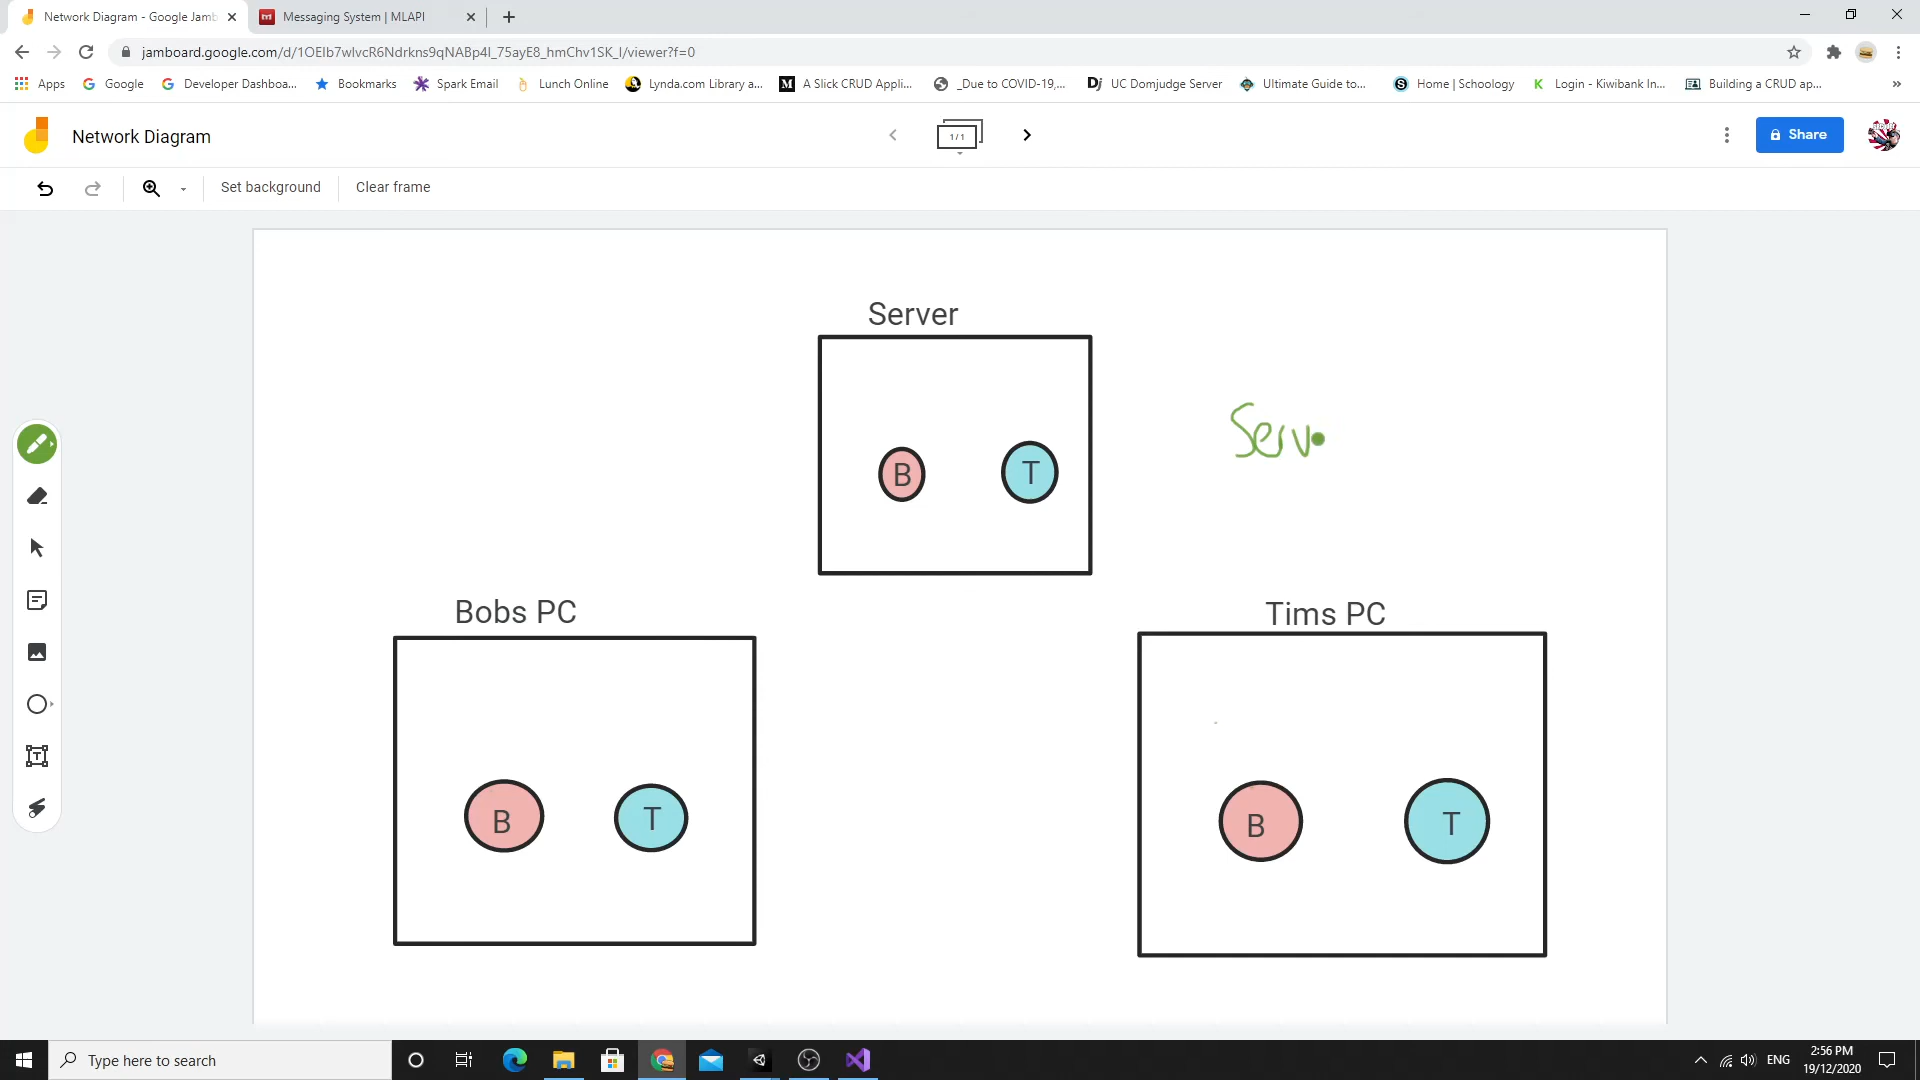 Network Diagram - Google Jamb
Messaging System | MLAPI
jamboard.google.com/d/1OEIb7wlvcR6Ndrkns9qNABp4I_75ayE8_hmChv1SK_I/viewer?f=0
Apps Google Developer Dashboa... Bookmarks Spark Email Lunch Online Lynda.com Library a... A Slick CRUD Appli... _Due to COVID-19,... UC Domjudge Server Ultimate Guide to... Home | Schoology Login - Kiwibank In... Building a CRUD ap...
Network Diagram
1 / 1
Share
Set background Clear frame
Server
Serv
B T
Bobs PC
Tims PC
B T
B T
Type here to search
ENG
2:56 PM
19/12/2020